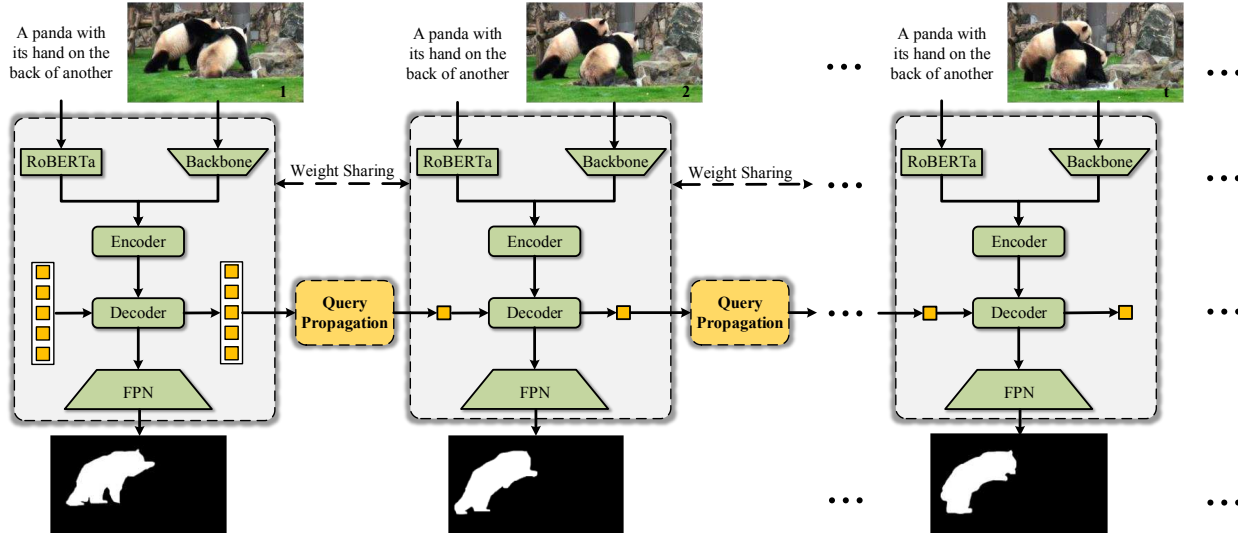 A panda with
its hand on the
back of another
1
RoBERTa
Backbone
Encoder
Decoder
FPN
Weight Sharing
Query
Propagation
A panda with
its hand on the
back of another
2
RoBERTa
Backbone
Encoder
Decoder
FPN
Weight Sharing
Query
Propagation
...
...
...
...
A panda with
its hand on the
back of another
t
RoBERTa
Backbone
Encoder
Decoder
FPN
...
...
...
...